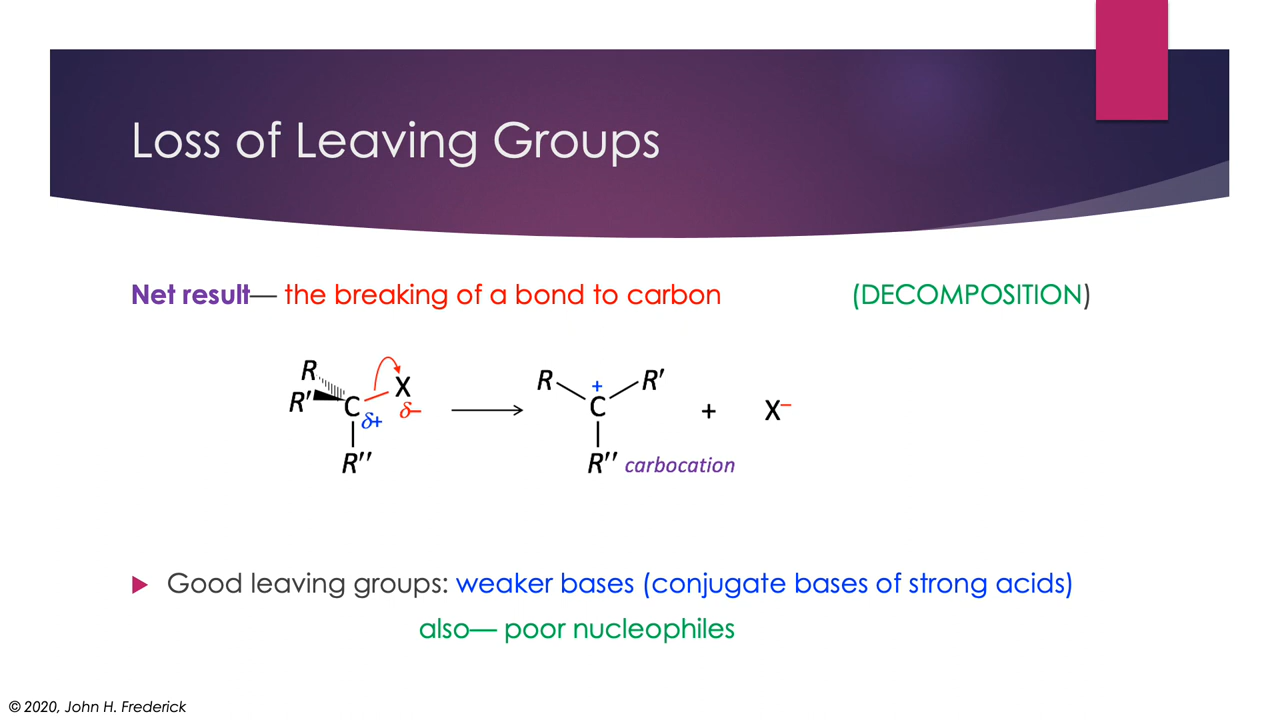 Loss of Leaving Groups
Net result— the breaking of a bond to carbon (DECOMPOSITION)
R
R' C X
δ+ δ−
R''
R + R'
C
R'' carbocation
+ X−
Good leaving groups: weaker bases (conjugate bases of strong acids)
also— poor nucleophiles
© 2020, John H. Frederick